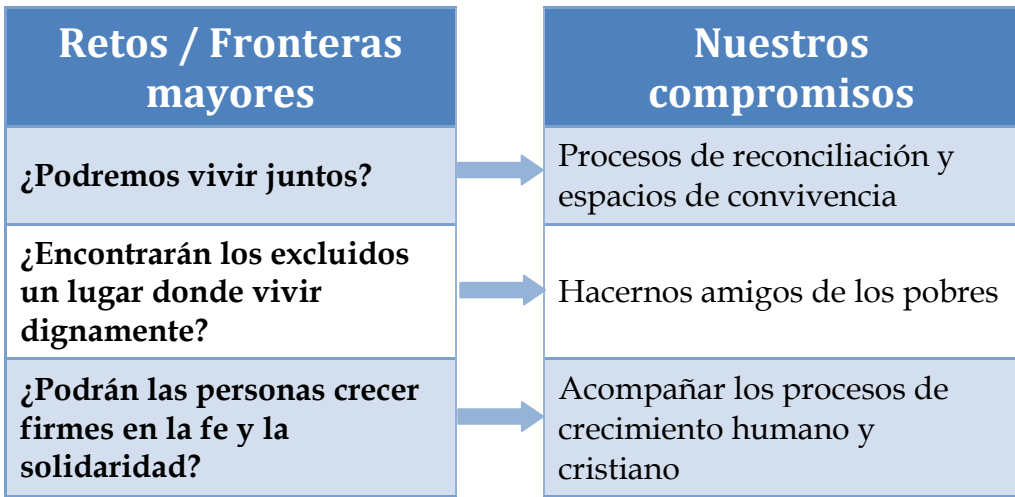 Retos / Fronteras
mayores
Nuestros
compromisos
¿Podremos vivir juntos?
Procesos de reconciliación y
espacios de convivencia
¿Encontrarán los excluidos
un lugar donde vivir
dignamente?
Hacernos amigos de los pobres
¿Podrán las personas crecer
firmes en la fe y la
solidaridad?
Acompañar los procesos de
crecimiento humano y
cristiano